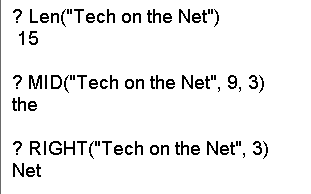 ? Len("Tech on the Net")
15
? MID("Tech on the Net", 9, 3)
the
? RIGHT("Tech on the Net", 3)
Net